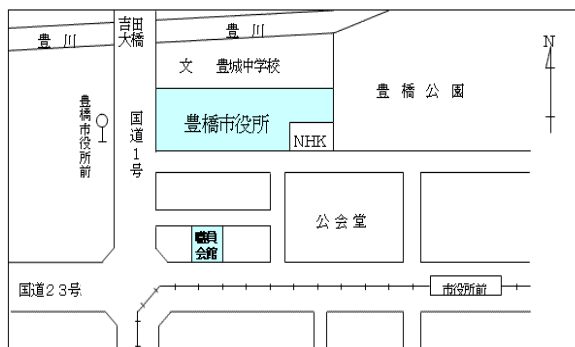 吉田
大橋
豊 川
豊 川
N
文 豊城中学校
豊 橋 公 園
豊橋市役所前
国道1号
豊橋市役所
NHK
公 会 堂
職員
会館
国道23号
市役所前